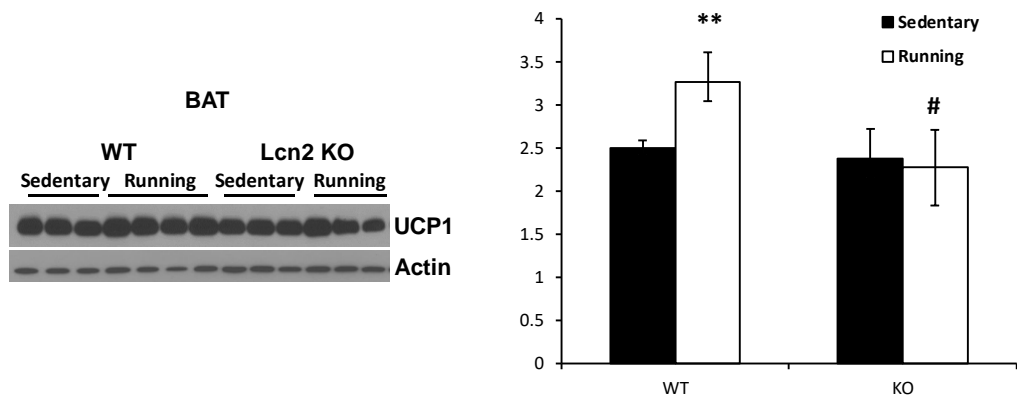 BAT
WT Lcn2 KO
Sedentary Running Sedentary Running
UCP1
Actin
Sedentary
Running
**
#
4
3.5
3
2.5
2
1.5
1
0.5
0
WT KO